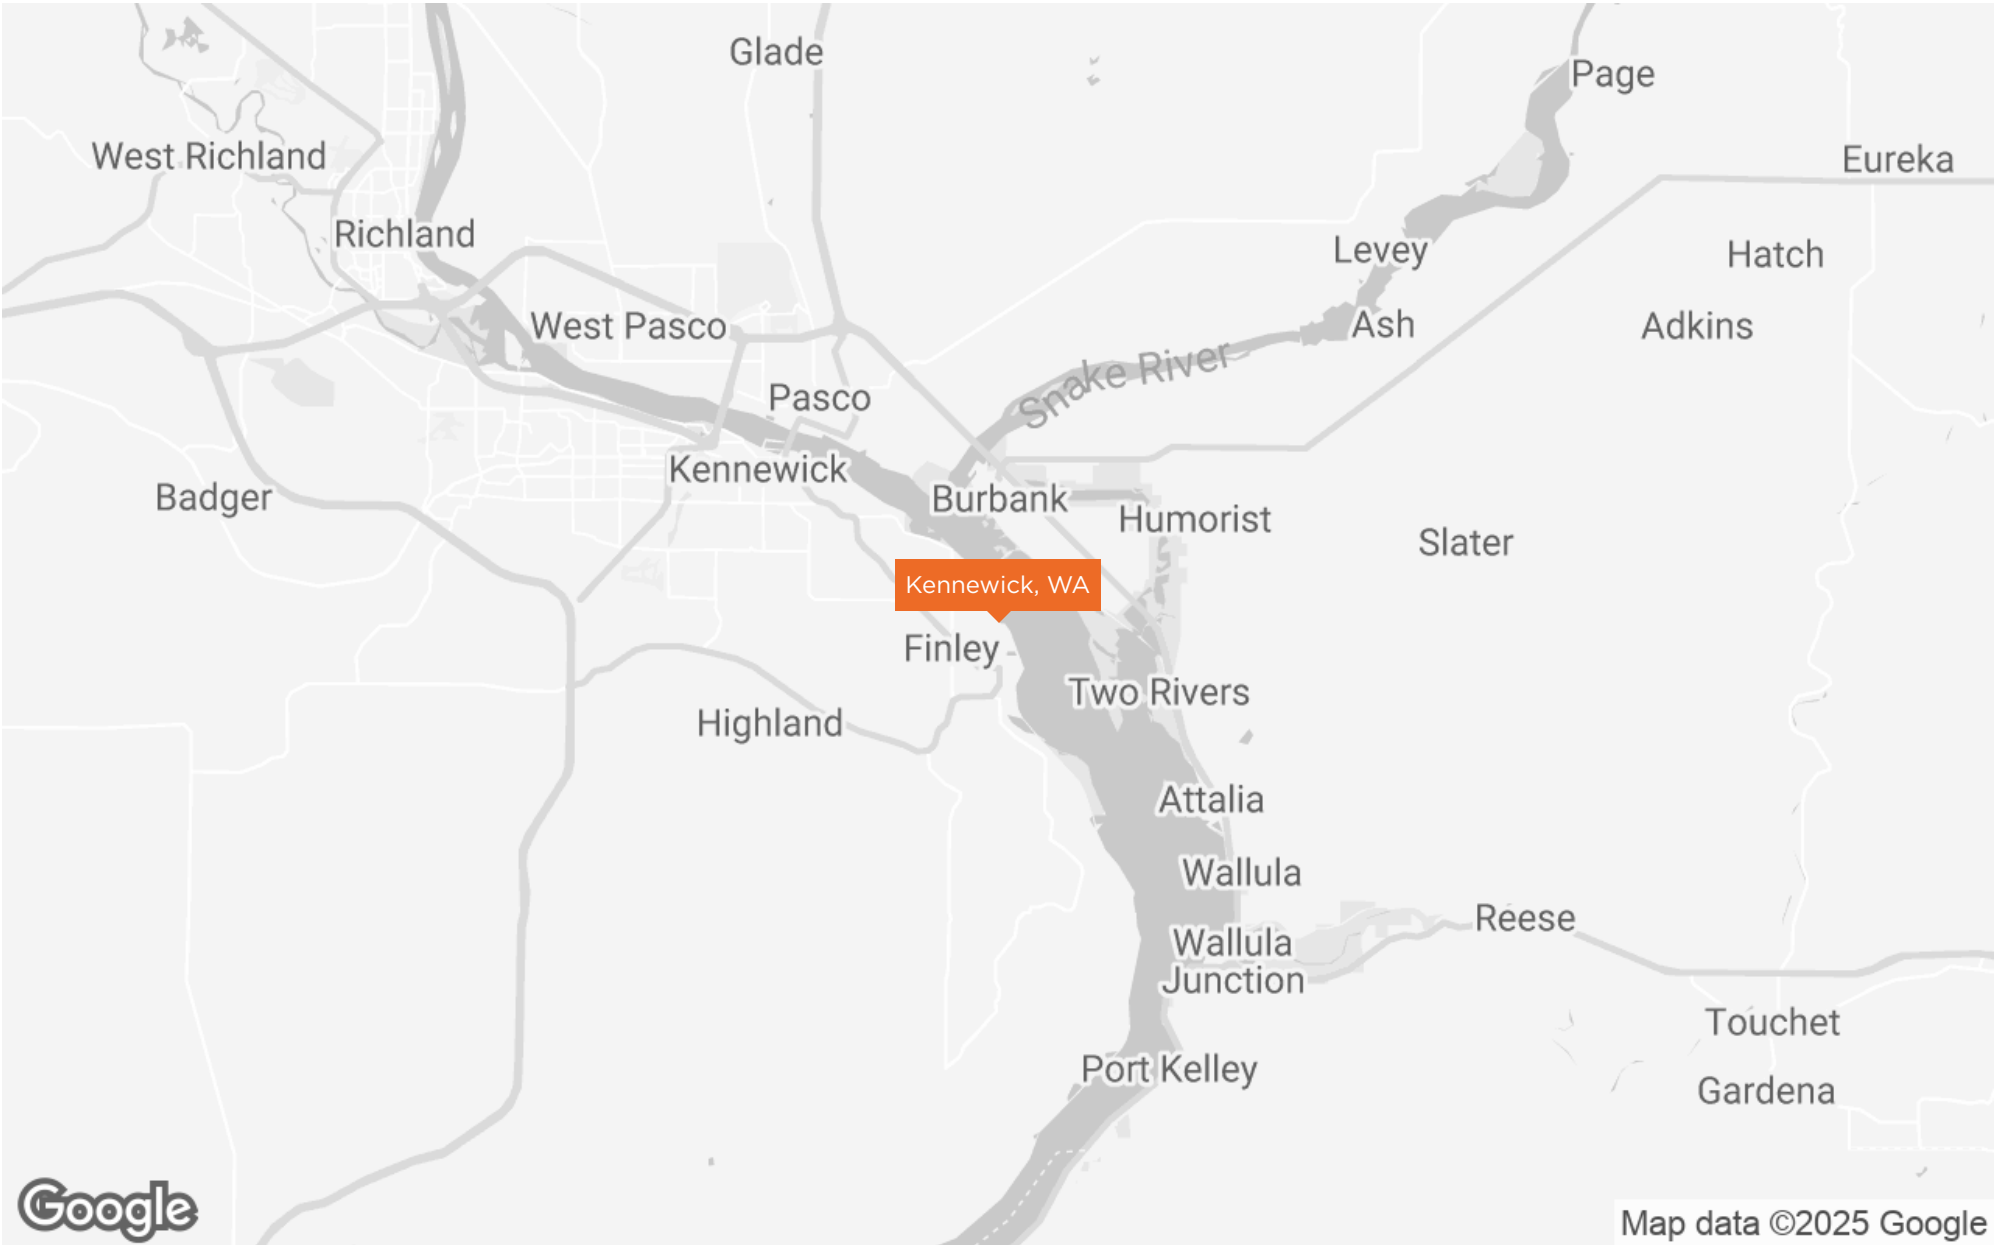 Glade
Page
West Richland
Eureka
Richland
Levey
Hatch
West Pasco
Ash
Adkins
Snake River
Pasco
Kennewick
Badger
Burbank
Humorist
Slater
Kennewick, WA
Finley
Two Rivers
Highland
Attalia
Wallula
Reese
Wallula
Junction
Touchet
Port Kelley
Gardena
Google
Map data ©2025 Google